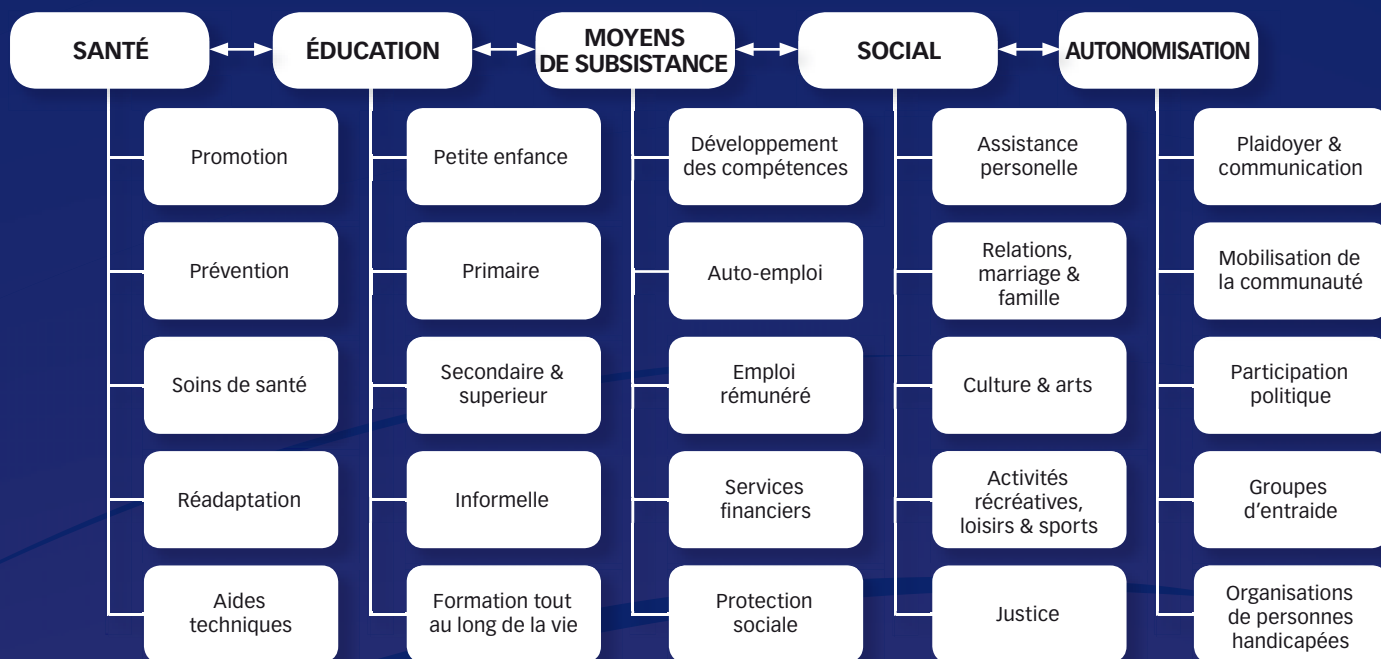 SANTÉ
ÉDUCATION
MOYENS
DE SUBSISTANCE
SOCIAL
AUTONOMISATION
Promotion
Prévention
Soins de santé
Réadaptation
Aides
techniques
Petite enfance
Primaire
Secondaire &
superieur
Informelle
Formation tout
au long de la vie
Développement
des compétences
Auto-emploi
Emploi
rémunéré
Services
financiers
Protection
sociale
Assistance
personelle
Relations,
marriage &
famille
Culture & arts
Activités
récréatives,
loisirs & sports
Justice
Plaidoyer &
communication
Mobilisation de
la communauté
Participation
politique
Groupes
d'entraide
Organisations
de personnes
handicapées